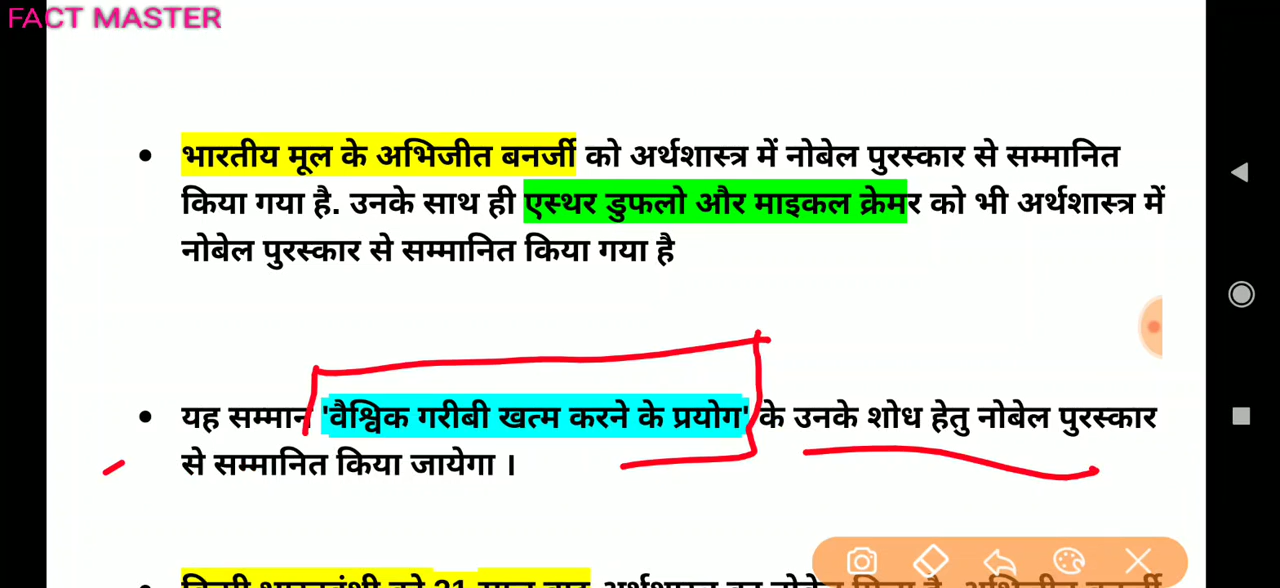 FACT MASTER
भारतीय मूल के अभिजीत बनर्जी को अर्थशास्त्र में नोबेल पुरस्कार से सम्मानित
किया गया है. उनके साथ ही एस्थर डुफलो और माइकल क्रेमर को भी अर्थशास्त्र में
नोबेल पुरस्कार से सम्मानित किया गया है
यह सम्मान 'वैश्विक गरीबी खत्म करने के प्रयोग' के उनके शोध हेतु नोबेल पुरस्कार
से सम्मानित किया जायेगा ।